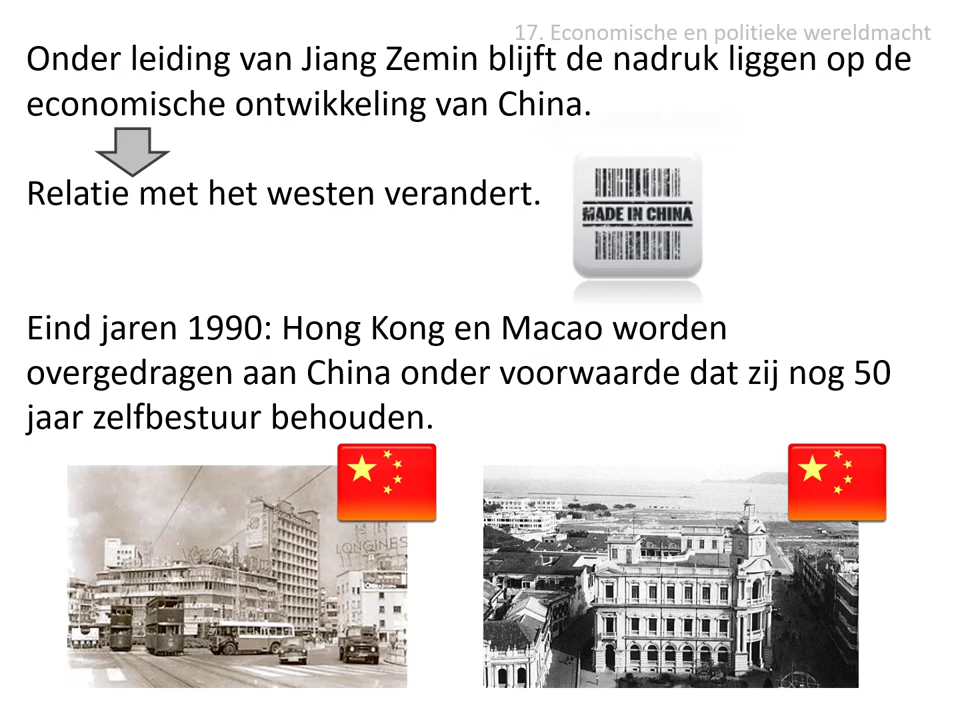 17. Economische en politieke wereldmacht
Onder leiding van Jiang Zemin blijft de nadruk liggen op de
economische ontwikkeling van China.
Relatie met het westen verandert.
MADE IN CHINA
Eind jaren 1990: Hong Kong en Macao worden
overgedragen aan China onder voorwaarde dat zij nog 50
jaar zelfbestuur behouden.
LONGINES